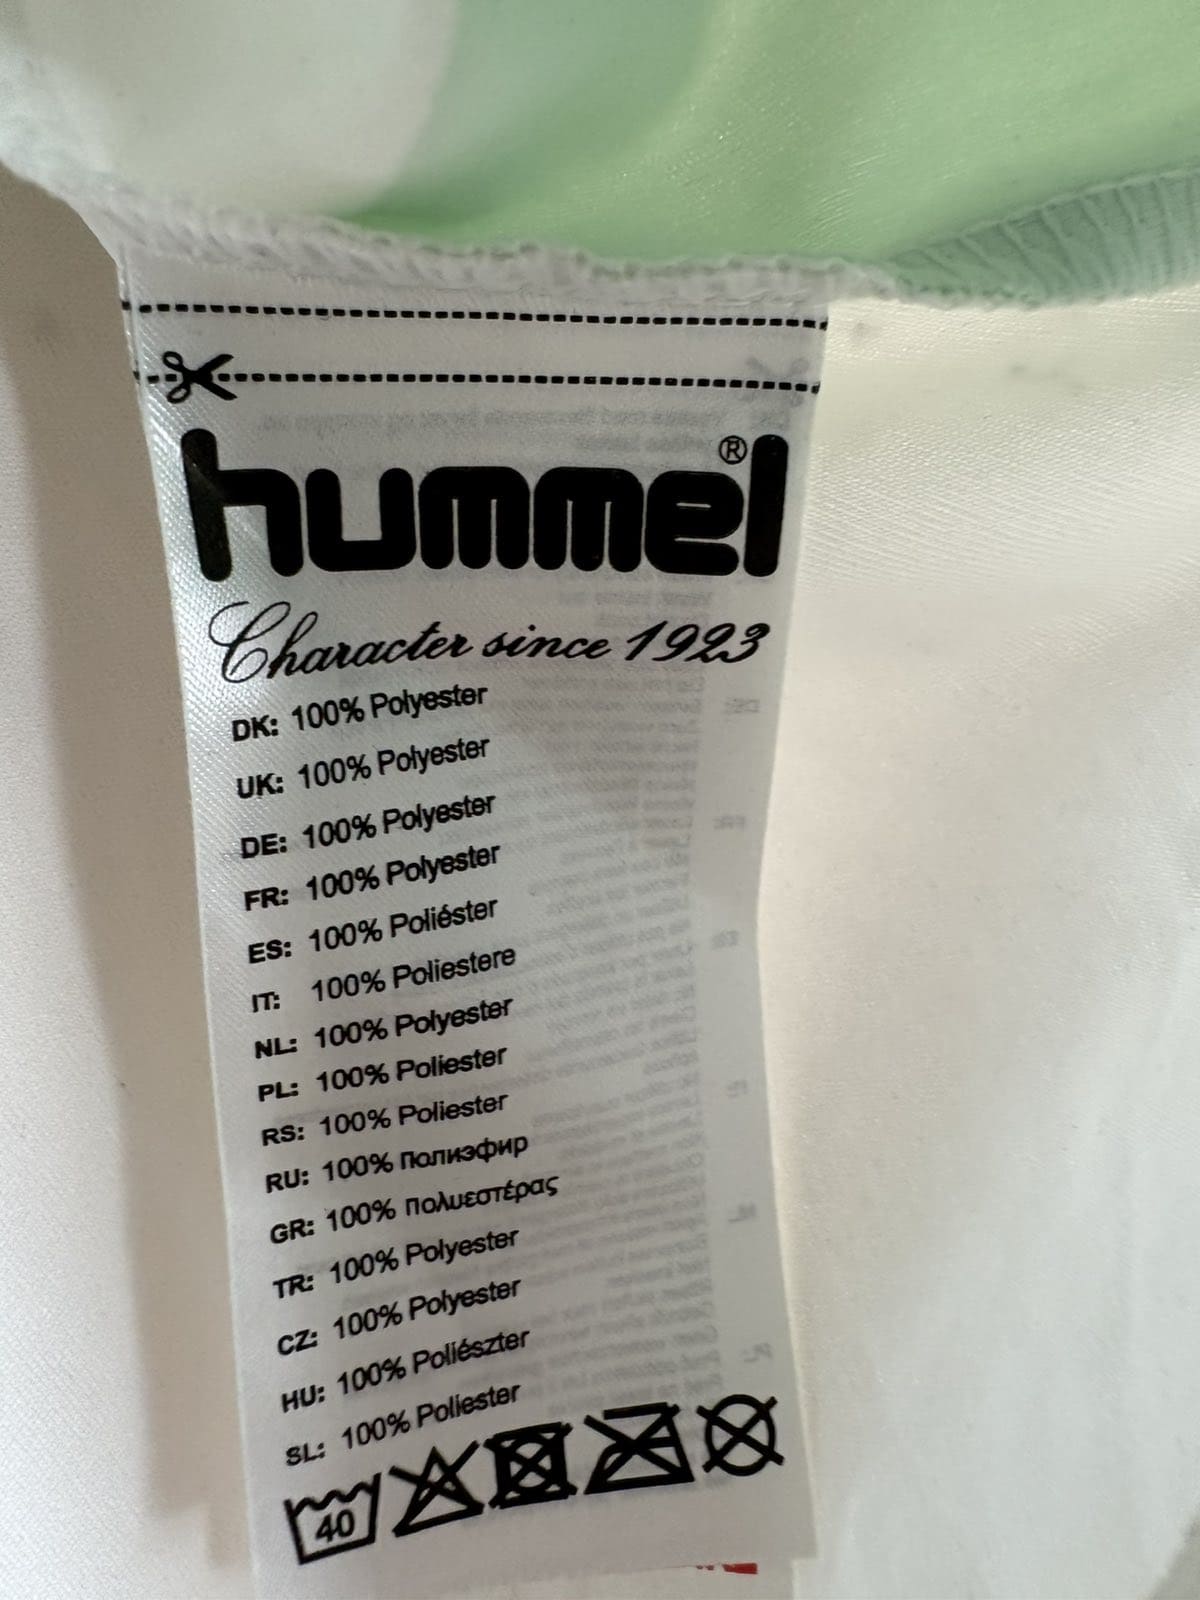 hummel®
Character since 1923
DK: 100% Polyester
UK: 100% Polyester
DE: 100% Polyester
FR: 100% Polyester
ES: 100% Poliéster
IT: 100% Poliestere
NL: 100% Polyester
PL: 100% Poliester
RS: 100% Poliester
RU: 100% Полиэфир
GR: 100% Πολυεστέρας
TR: 100% Polyester
CZ: 100% Polyester
HU: 100% Poliészter
SL: 100% Poliester
40